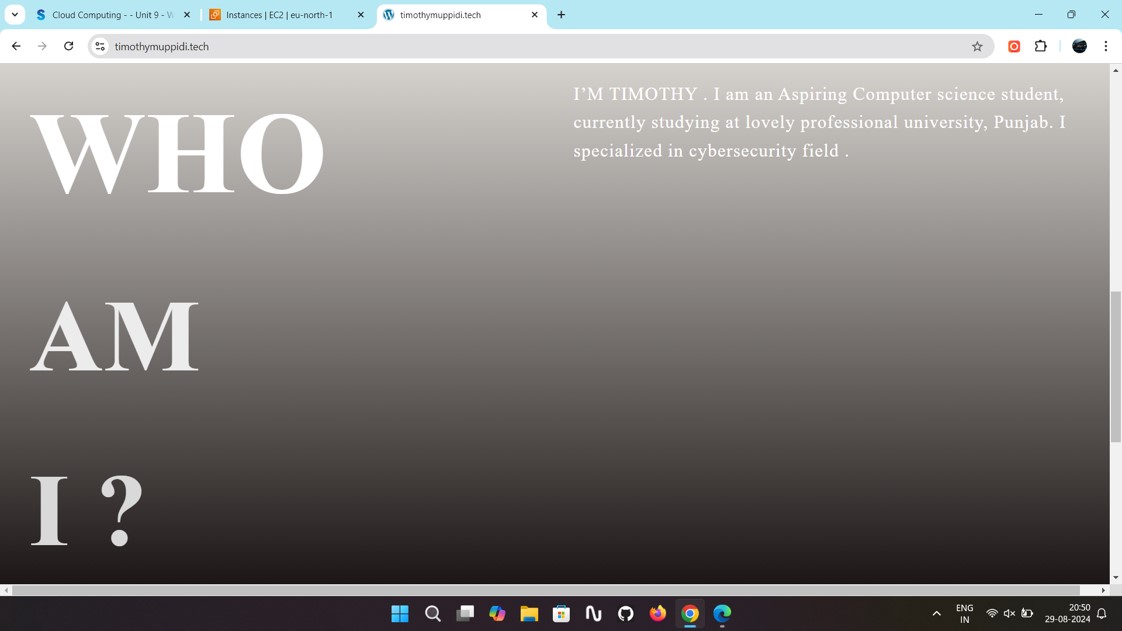 Cloud Computing - - Unit 9 - W
Instances | EC2 | eu-north-1
timothymuppidi.tech
timothymuppidi.tech
WHO
AM
I ?
I’M TIMOTHY . I am an Aspiring Computer science student,
currently studying at lovely professional university, Punjab. I
specialized in cybersecurity field .
ENG
IN
20:50
29-08-2024